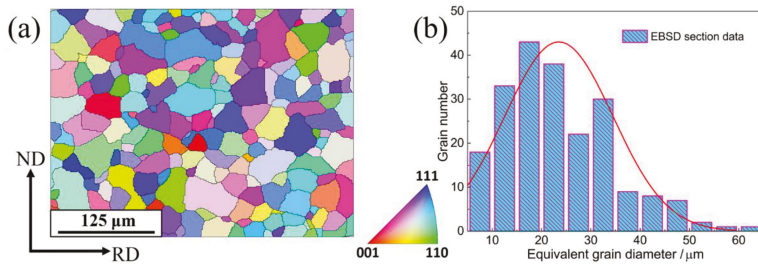 (a)
ND
125 μm
RD
111
001
110
(b)
EBSD section data
Grain number
50
40
30
20
10
0
10 20 30 40 50 60
Equivalent grain diameter / μm